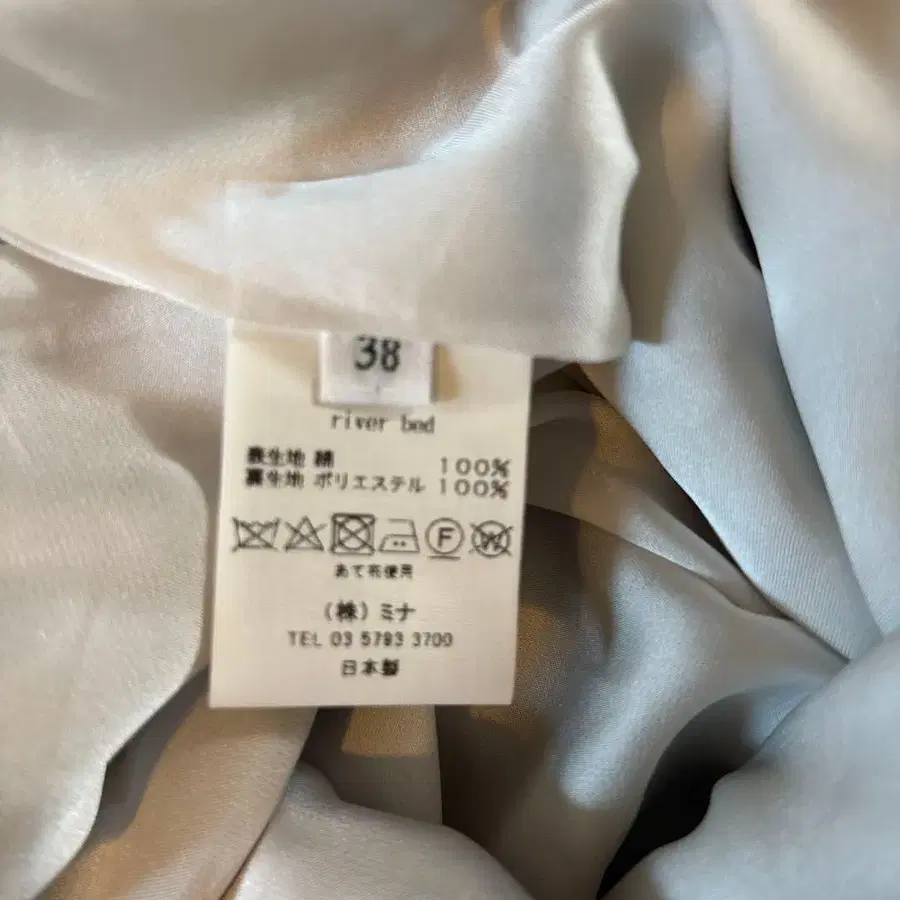 38
river bed
表生地 綿 100%
裏生地 ポリエステル 100%
F W
あて布使用
(株)ミナ
TEL 03 5793 3700
日本製